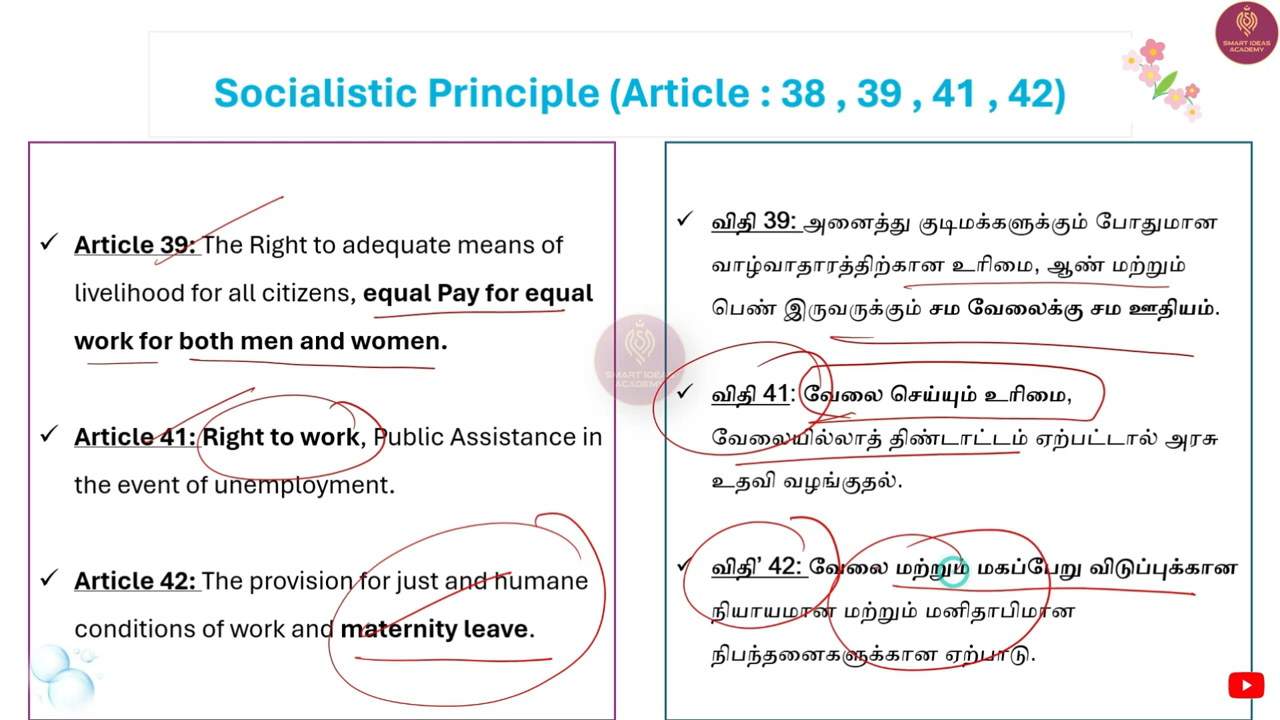 SMART IDEAS
ACADEMY
Socialistic Principle (Article : 38 , 39 , 41 , 42)
✓ Article 39: The Right to adequate means of
livelihood for all citizens, equal Pay for equal
work for both men and women.
✓ Article 41: Right to work, Public Assistance in
the event of unemployment.
✓ Article 42: The provision for just and humane
conditions of work and maternity leave.
✓ விதி 39: அனைத்து குடிமக்களுக்கும் போதுமான
வாழ்வாதாரத்திற்கான உரிமை, ஆண் மற்றும்
பெண் இருவருக்கும் சம வேலைக்கு சம ஊதியம்.
✓ விதி 41: வேலை செய்யும் உரிமை,
வேலையில்லாத் திண்டாட்டம் ஏற்பட்டால் அரசு
உதவி வழங்குதல்.
✓ விதி' 42: வேலை மற்றும் மகப்பேறு விடுப்புக்கான
நியாயமான மற்றும் மனிதாபிமான
நிபந்தனைகளுக்கான ஏற்பாடு.
SMART IDEAS
ACADEMY